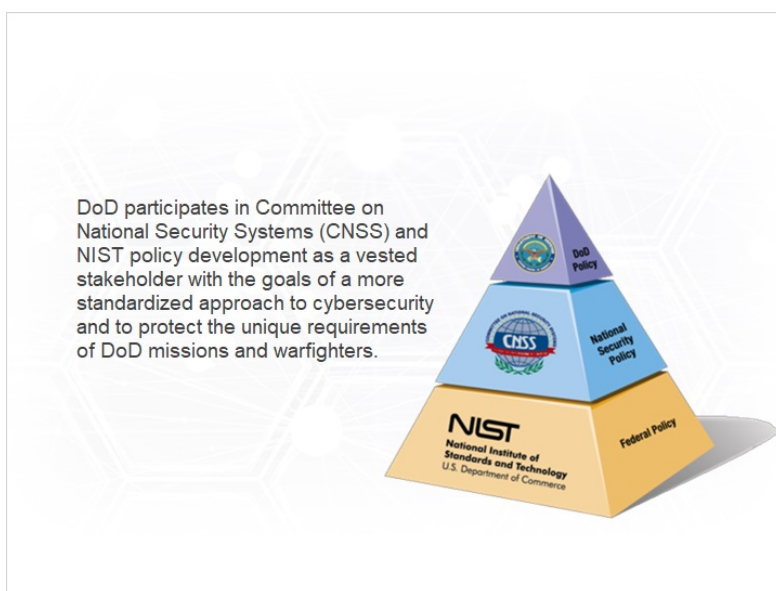 DoD participates in Committee on
National Security Systems (CNSS) and
NIST policy development as a vested
stakeholder with the goals of a more
standardized approach to cybersecurity
and to protect the unique requirements
of DoD missions and warfighters.
DoD
Policy
CNSS
National
Security
Policy
NIST
National Institute of
Standards and Technology
U.S. Department of Commerce
Federal Policy